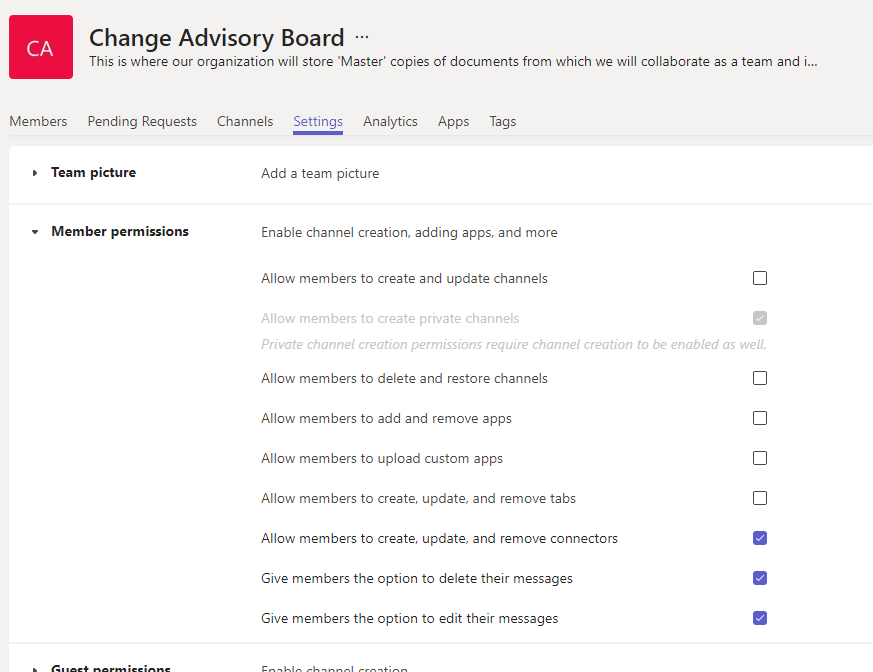 CA
Change Advisory Board ...
This is where our organization will store 'Master' copies of documents from which we will collaborate as a team and i...
Members Pending Requests Channels Settings Analytics Apps Tags
Team picture Add a team picture
Member permissions Enable channel creation, adding apps, and more
Allow members to create and update channels
Allow members to create private channels
Private channel creation permissions require channel creation to be enabled as well.
Allow members to delete and restore channels
Allow members to add and remove apps
Allow members to upload custom apps
Allow members to create, update, and remove tabs
Allow members to create, update, and remove connectors
Give members the option to delete their messages
Give members the option to edit their messages
Guest permissions Enable channel creation